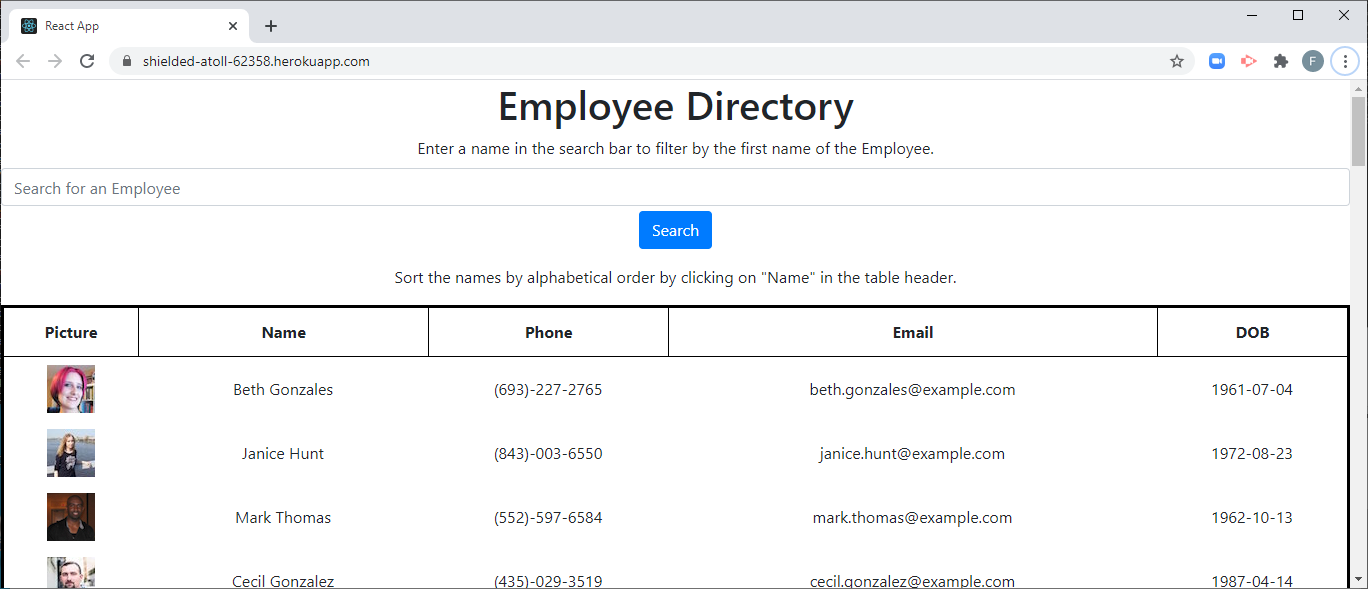 React App
shielded-atoll-62358.herokuapp.com
F
Employee Directory
Enter a name in the search bar to filter by the first name of the Employee.
Search for an Employee
Search
Sort the names by alphabetical order by clicking on "Name" in the table header.
Picture Name Phone Email DOB
Beth Gonzales (693)-227-2765 beth.gonzales@example.com 1961-07-04
Janice Hunt (843)-003-6550 janice.hunt@example.com 1972-08-23
Mark Thomas (552)-597-6584 mark.thomas@example.com 1962-10-13
Cecil Gonzalez (435)-029-3519 cecil.gonzalez@example.com 1987-04-14